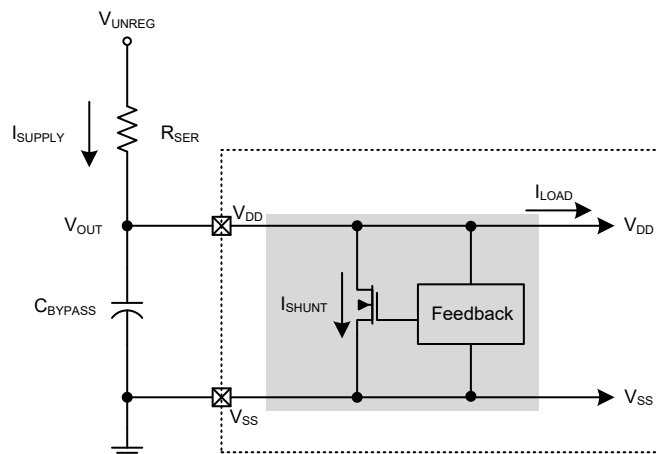 VUNREG
ISUPPLY
RSER
VOUT
VDD
ILOAD
VDD
CBYPASS
ISHUNT
Feedback
VSS
VSS